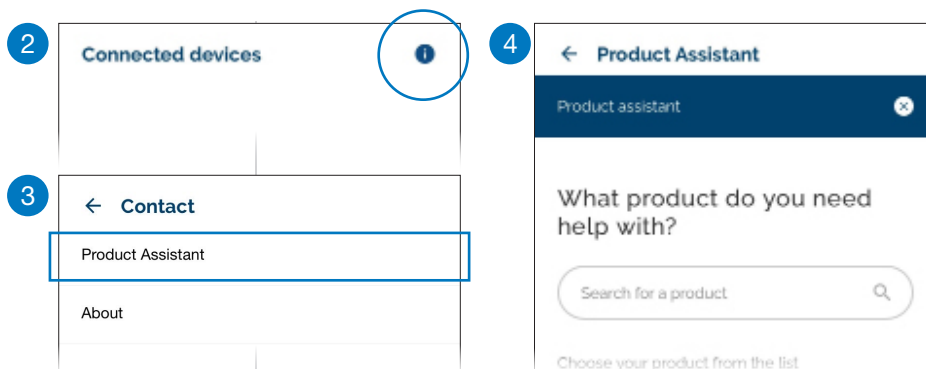 2
Connected devices
3
Contact
Product Assistant
About
4
Product Assistant
Product assistant
What product do you need
help with?
Search for a product
Choose your product from the list